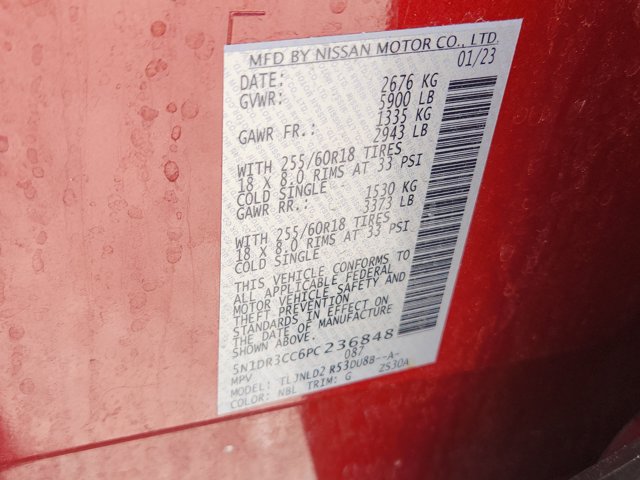 MFD BY NISSAN MOTOR CO., LTD.
01/23
DATE: 2676 KG
GVWR: 5900 LB
1335 KG
GAWR FR.: 2943 LB
WITH 255/60R18 TIRES
18 X 8.0 RIMS AT 33 PSI
COLD SINGLE
1530 KG
GAWR RR.: 3373 LB
WITH 255/60R18 TIRES
18 X 8.0 RIMS AT 33 PSI
COLD SINGLE
THIS VEHICLE CONFORMS TO
ALL APPLICABLE FEDERAL
MOTOR VEHICLE SAFETY AND
THEFT PREVENTION
STANDARDS IN EFFECT ON
THE DATE OF MANUFACTURE
SHOWN ABOVE.
5N1DR3CC6PC236848
MPV 087
MODEL: TLJNLD2 R53DU88--A-
COLOR: NBL TRIM: G 2530A